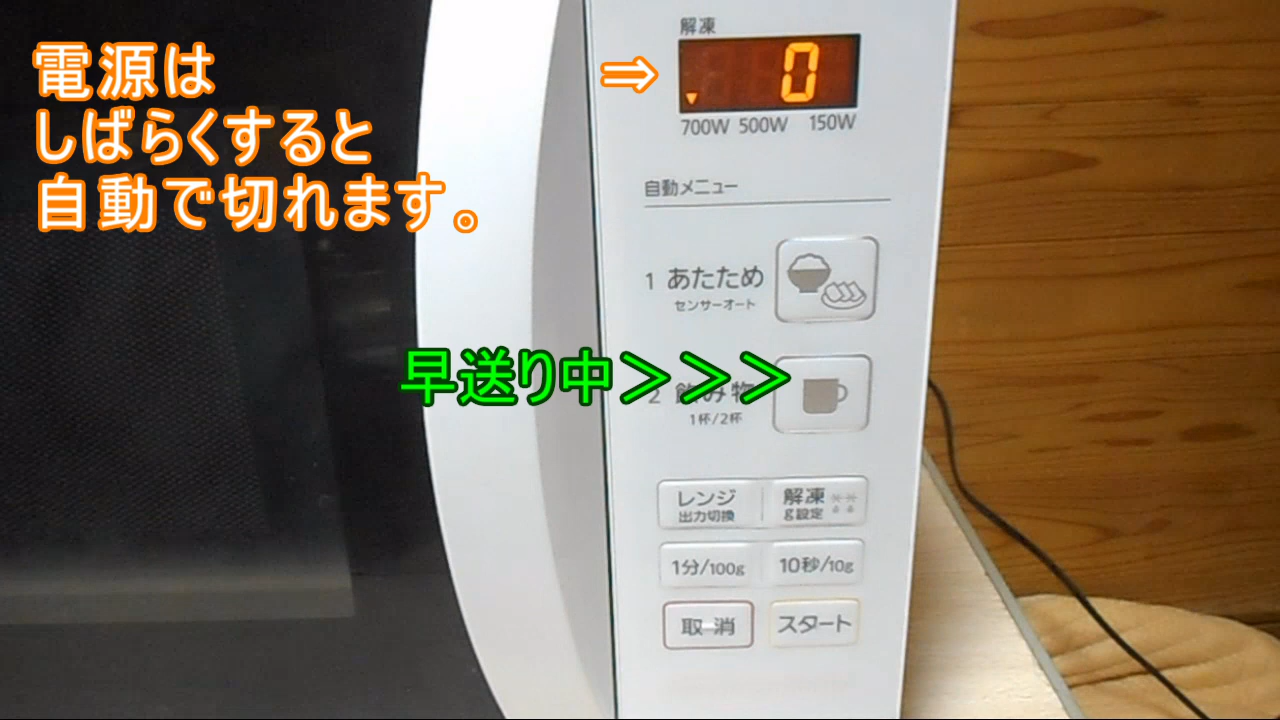 電源は
しばらくすると
自動で切れます。
⇒
解凍
0
700W 500W 150W
自動メニュー
1 あたため
センサーオート
早送り中>>>
2 飲み物
1杯/2杯
レンジ
出力切換
解凍
g設定
1分/100g
10秒/10g
取消
スタート